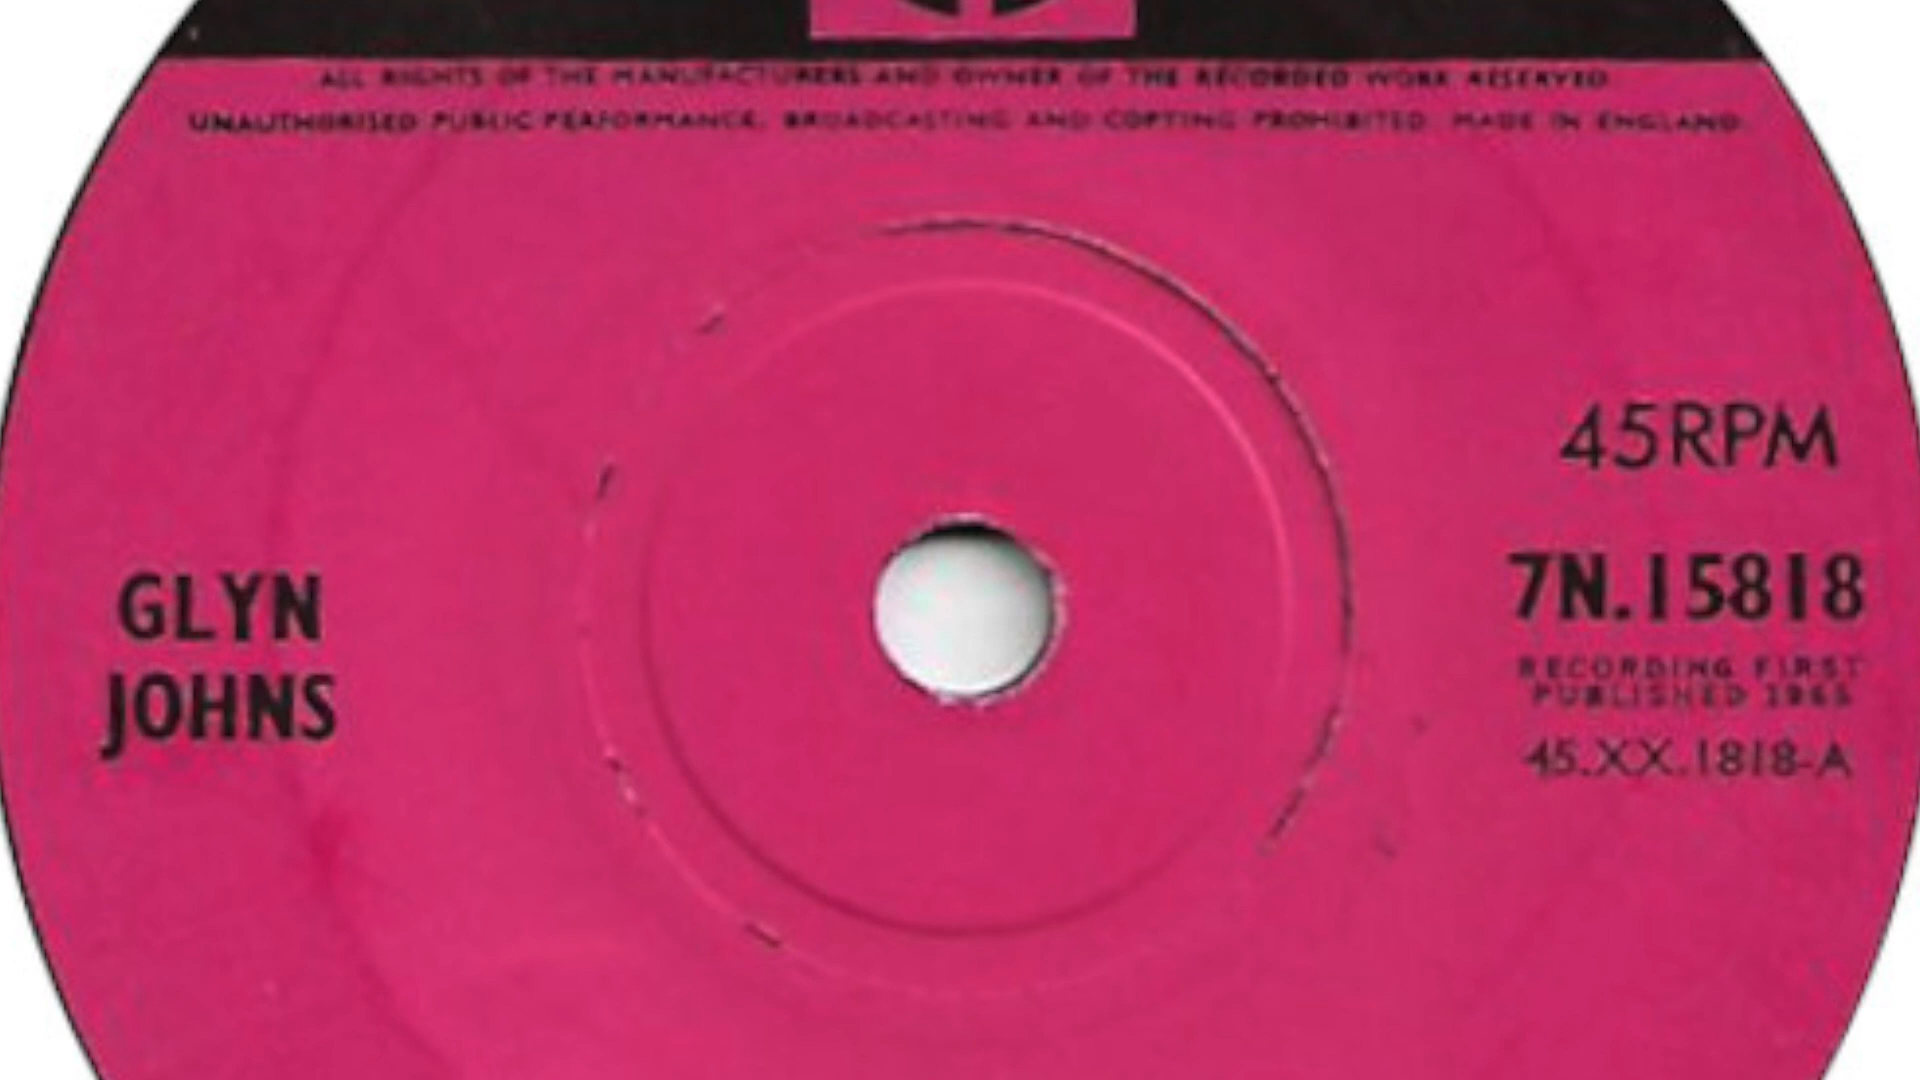 ALL RIGHTS OF THE MANUFACTURERS AND OWNER OF THE RECORDED WORK RESERVED
UNAUTHORISED PUBLIC PERFORMANCE, BROADCASTING AND COPYING PROHIBITED. MADE IN ENGLAND.
45RPM
7N.15818
RECORDING FIRST
PUBLISHED 1965
45.XX.1818-A
GLYN
JOHNS